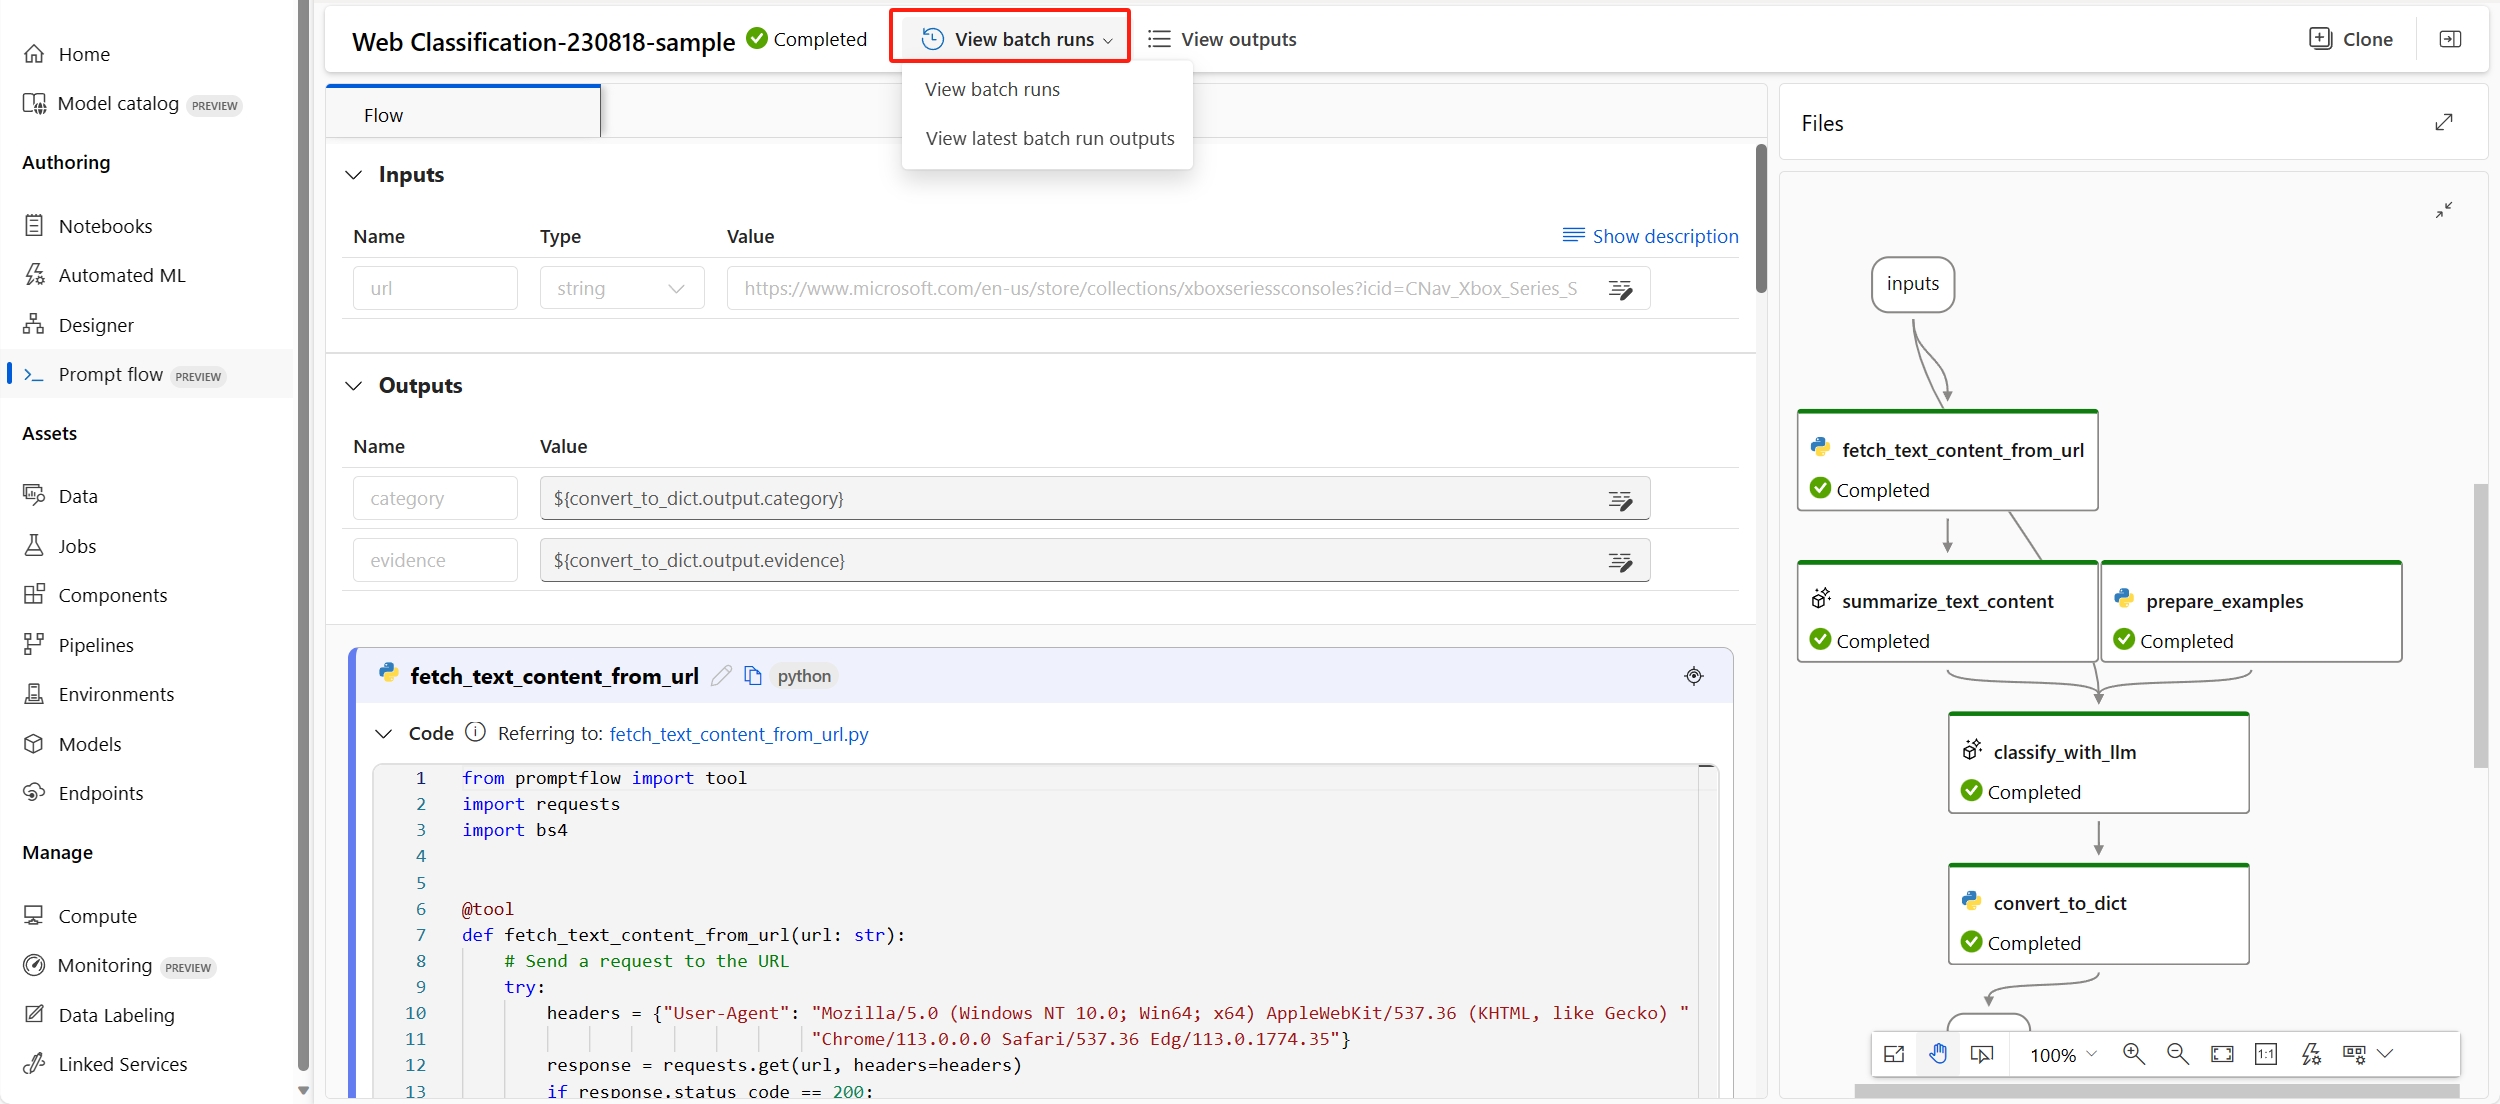 Home
Model catalog PREVIEW
Authoring
Notebooks
Automated ML
Designer
Prompt flow PREVIEW
Assets
Data
Jobs
Components
Pipelines
Environments
Models
Endpoints
Manage
Compute
Monitoring PREVIEW
Data Labeling
Linked Services
Web Classification-230818-sample Completed View batch runs View outputs Clone
View batch runs
View latest batch run outputs
Flow
Inputs
Name Type Value Show description
url string https://www.microsoft.com/en-us/store/collections/xboxseriessconsoles?icid=CNav_Xbox_Series_S
Outputs
Name Value
category ${convert_to_dict.output.category}
evidence ${convert_to_dict.output.evidence}
fetch_text_content_from_url python
Code Referring to: fetch_text_content_from_url.py
1 from promptflow import tool
2 import requests
3 import bs4
4
5
6 @tool
7 def fetch_text_content_from_url(url: str):
8 # Send a request to the URL
9 try:
10 headers = {"User-Agent": "Mozilla/5.0 (Windows NT 10.0; Win64; x64) AppleWebKit/537.36 (KHTML, like Gecko) "
11 "Chrome/113.0.0.0 Safari/537.36 Edg/113.0.1774.35"}
12 response = requests.get(url, headers=headers)
13 if response.status_code == 200:
Files
inputs
fetch_text_content_from_url
Completed
summarize_text_content
Completed
prepare_examples
Completed
classify_with_llm
Completed
convert_to_dict
Completed
100% 1:1